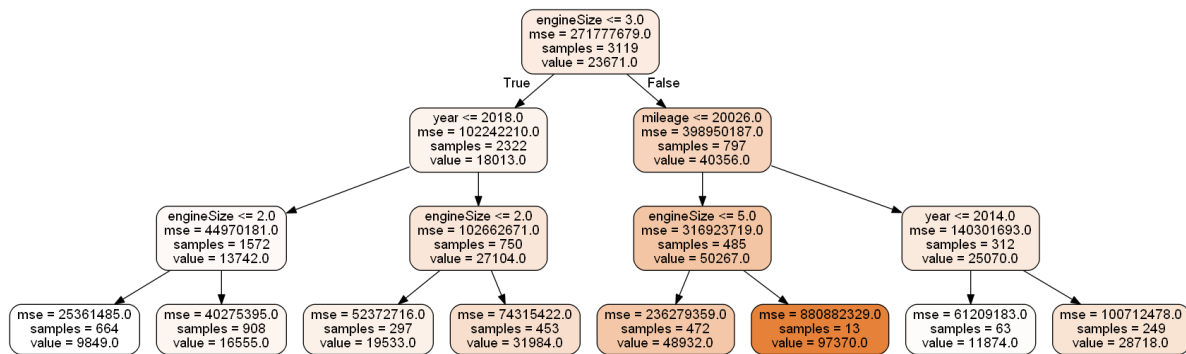 engineSize <= 3.0
mse = 271777679.0
samples = 3119
value = 23671.0
True
False
year <= 2018.0
mse = 102242210.0
samples = 2322
value = 18013.0
mileage <= 20026.0
mse = 398950187.0
samples = 797
value = 40356.0
engineSize <= 2.0
mse = 44970181.0
samples = 1572
value = 13742.0
engineSize <= 2.0
mse = 102662671.0
samples = 750
value = 27104.0
engineSize <= 5.0
mse = 316923719.0
samples = 485
value = 50267.0
year <= 2014.0
mse = 140301693.0
samples = 312
value = 25070.0
mse = 25361485.0
samples = 664
value = 9849.0
mse = 40275395.0
samples = 908
value = 16555.0
mse = 52372716.0
samples = 297
value = 19533.0
mse = 74315422.0
samples = 453
value = 31984.0
mse = 236279359.0
samples = 472
value = 48932.0
mse = 880882329.0
samples = 13
value = 97370.0
mse = 61209183.0
samples = 63
value = 11874.0
mse = 100712478.0
samples = 249
value = 28718.0